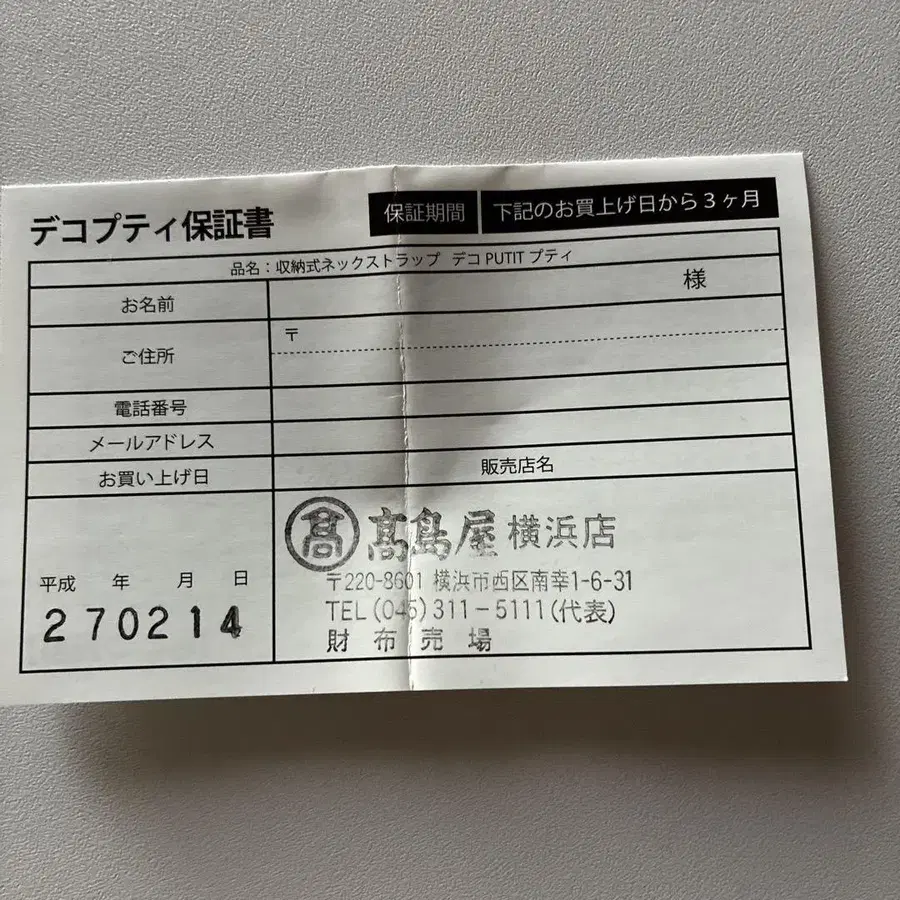 デコプティ保証書
保証期間 下記のお買上げ日から3ヶ月
品名：収納式ネックストラップ デコ PUTIT プティ
お名前 様
ご住所 〒
電話番号
メールアドレス
お買い上げ日 販売店名
髙 髙島屋 横浜店
〒220-8601 横浜市西区南幸1-6-31
平成 年 月 日
TEL (045) 311-5111 (代表)
270214
財布売場